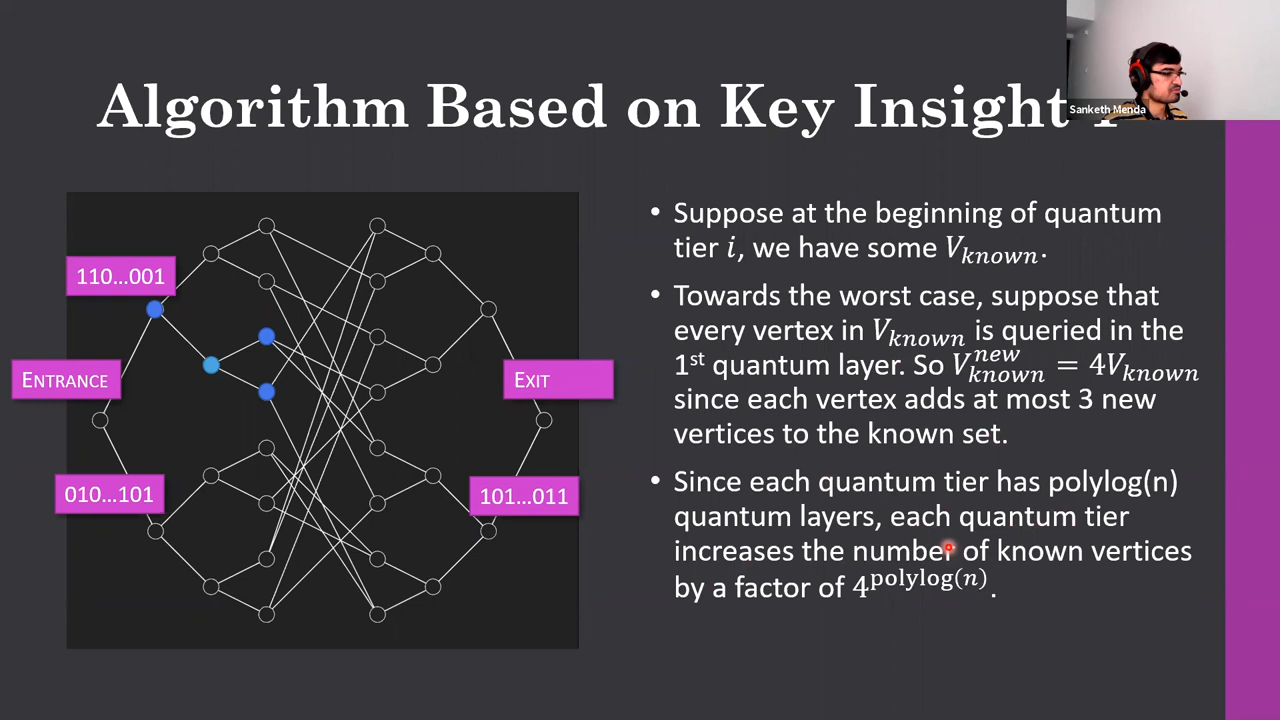 Algorithm Based on Key Insight
Sanketh Menda
110…001
ENTRANCE
010…101
EXIT
101…011
• Suppose at the beginning of quantum
tier i, we have some V_known.
• Towards the worst case, suppose that
every vertex in V_known is queried in the
1st quantum layer. So V_known^new = 4V_known
since each vertex adds at most 3 new
vertices to the known set.
• Since each quantum tier has polylog(n)
quantum layers, each quantum tier
increases the number of known vertices
by a factor of 4^polylog(n).